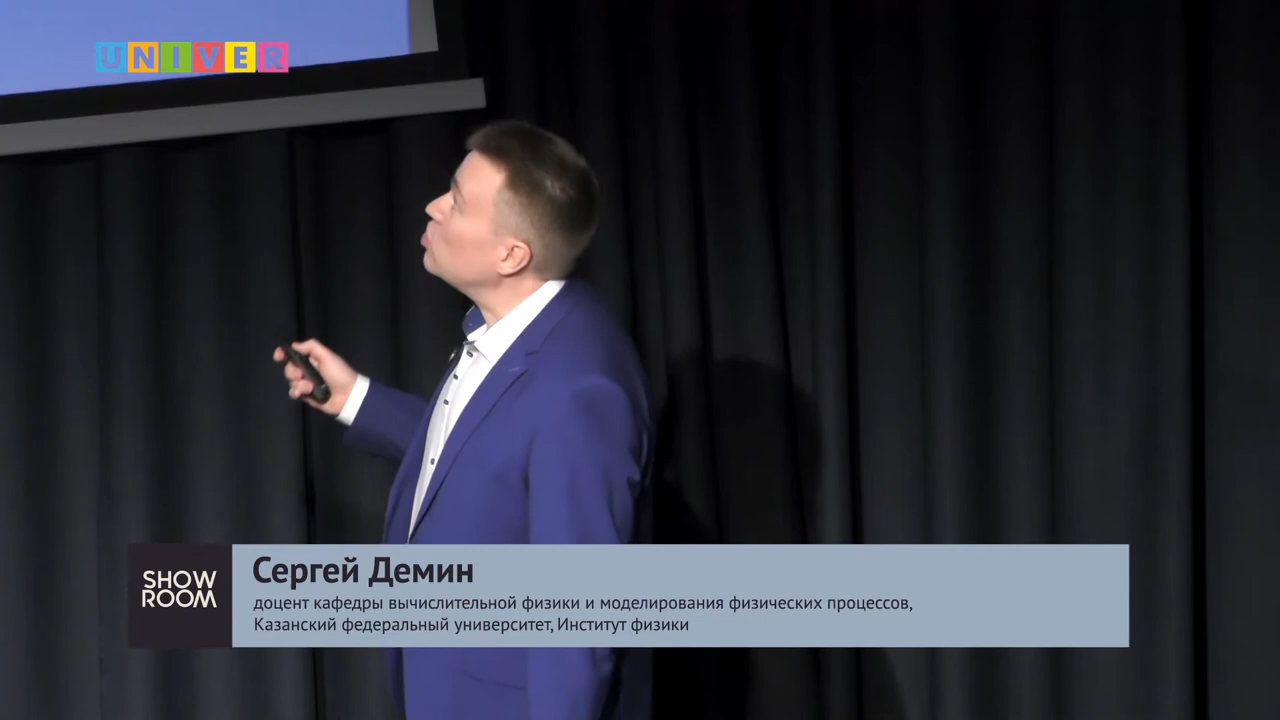 UNIVER
SHOW
ROOM
Сергей Демин
доцент кафедры вычислительной физики и моделирования физических процессов,
Казанский федеральный университет, Институт физики